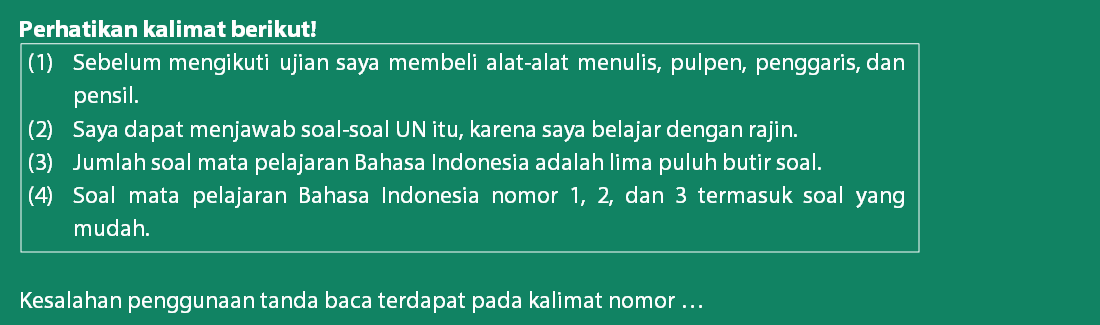 Perhatikan kalimat berikut!
(1) Sebelum mengikuti ujian saya membeli alat-alat menulis, pulpen, penggaris, dan
pensil.
(2) Saya dapat menjawab soal-soal UN itu, karena saya belajar dengan rajin.
(3) Jumlah soal mata pelajaran Bahasa Indonesia adalah lima puluh butir soal.
(4) Soal mata pelajaran Bahasa Indonesia nomor 1, 2, dan 3 termasuk soal yang
mudah.
Kesalahan penggunaan tanda baca terdapat pada kalimat nomor ...